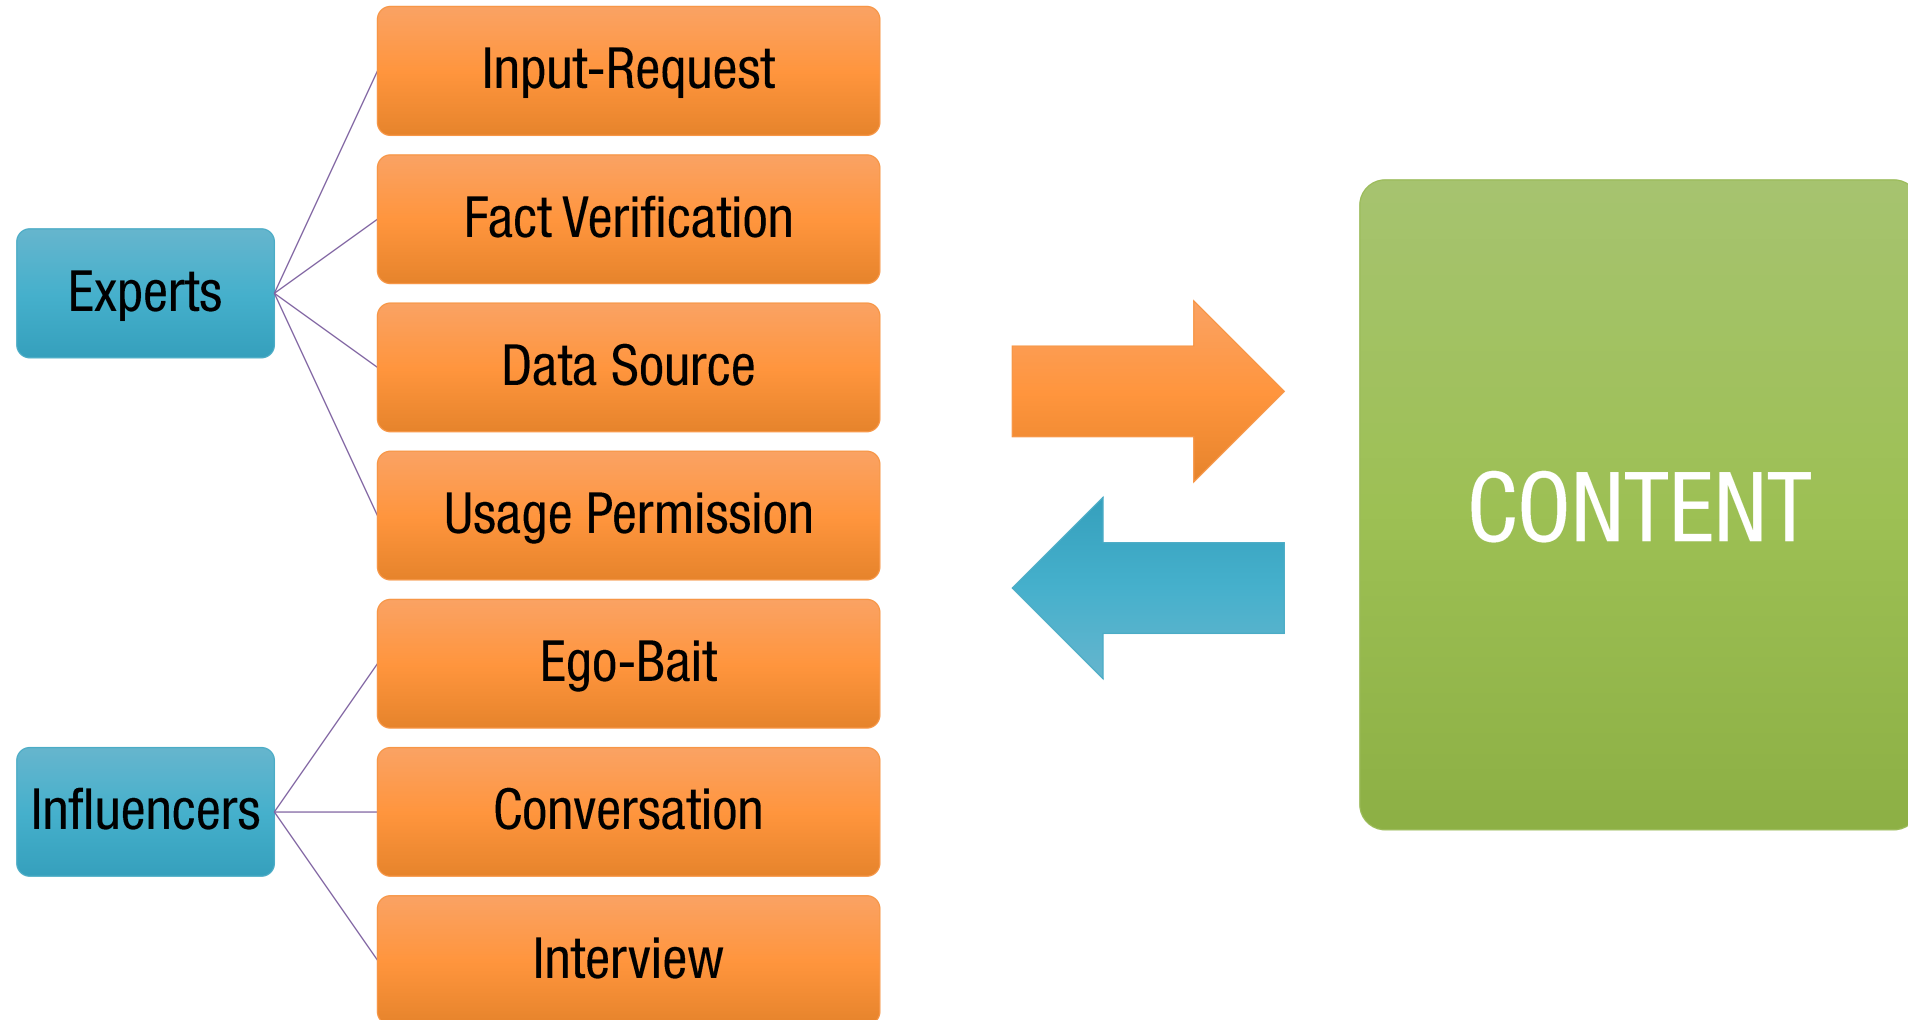 Input-Request
Fact Verification
Experts
Data Source
Usage Permission
CONTENT
Ego-Bait
Influencers
Conversation
Interview